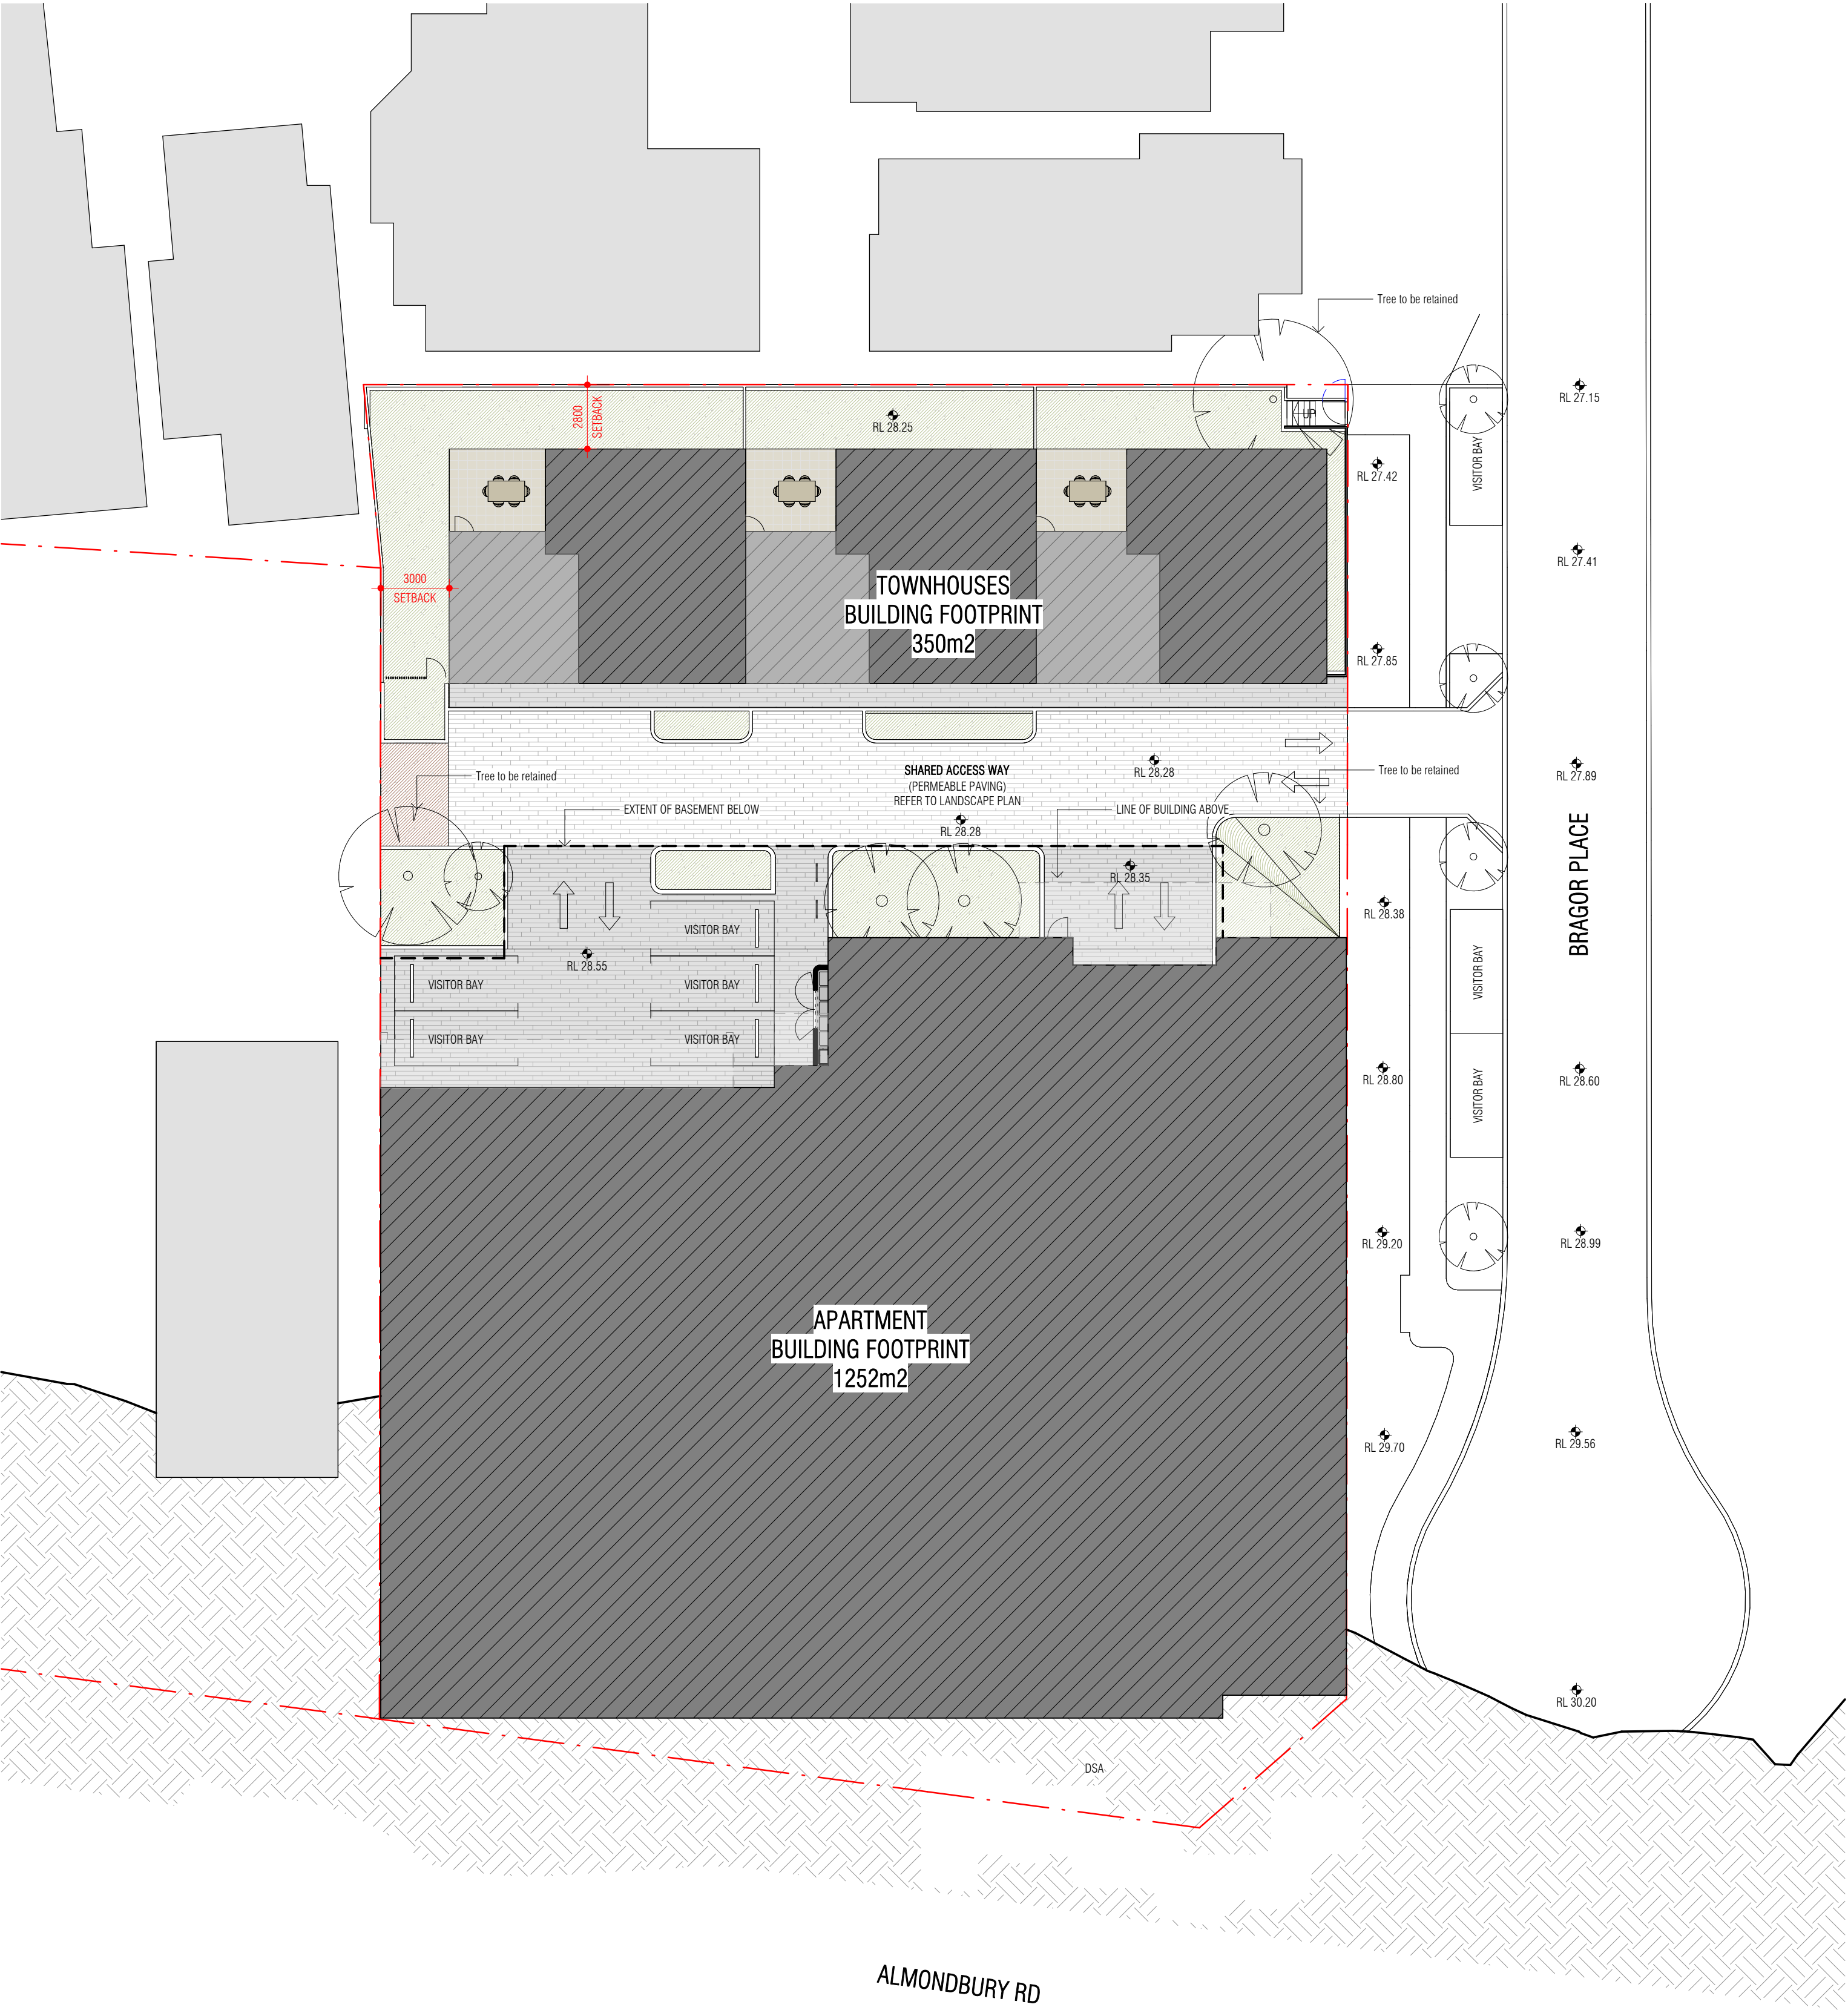 Tree to be retained
VISITOR BAY
RL 27.15
2800
SETBACK
UP
RL 28.25
RL 27.42
RL 27.41
3000
SETBACK
TOWNHOUSES
BUILDING FOOTPRINT
350m2
RL 27.85
Tree to be retained
SHARED ACCESS WAY
(PERMEABLE PAVING)
REFER TO LANDSCAPE PLAN
RL 28.28
Tree to be retained
RL 27.89
EXTENT OF BASEMENT BELOW
RL 28.28
LINE OF BUILDING ABOVE
BRAGOR PLACE
RL 28.35
RL 28.38
VISITOR BAY
RL 28.55
VISITOR BAY
VISITOR BAY
VISITOR BAY
VISITOR BAY
VISITOR BAY
RL 28.80
VISITOR BAY
RL 28.60
RL 29.20
RL 28.99
APARTMENT
BUILDING FOOTPRINT
1252m2
RL 29.70
RL 29.56
RL 30.20
DSA
ALMONDBURY RD